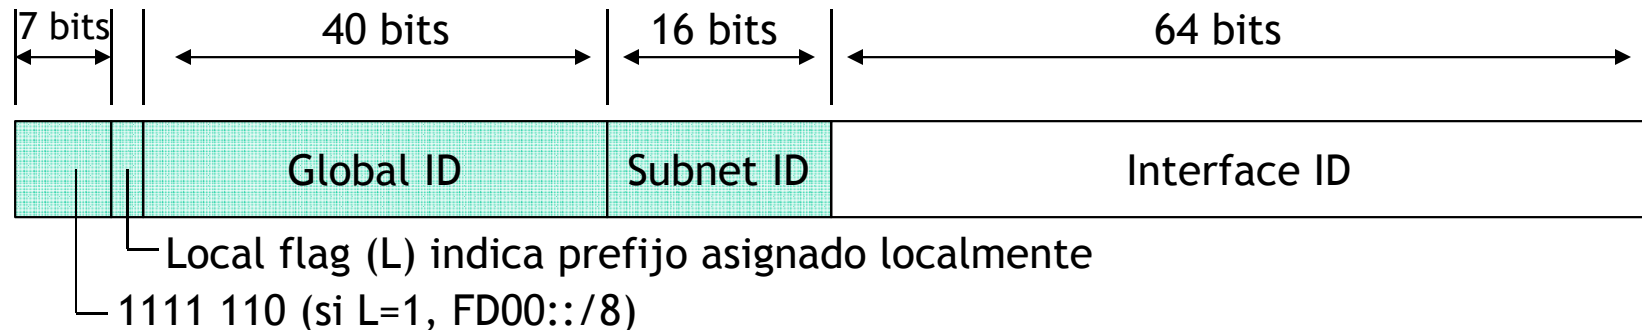 7 bits 40 bits 16 bits 64 bits
Global ID Subnet ID Interface ID
Local flag (L) indica prefijo asignado localmente
1111 110 (si L=1, FD00::/8)